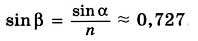 sin β = sin α / n ≈ 0,727